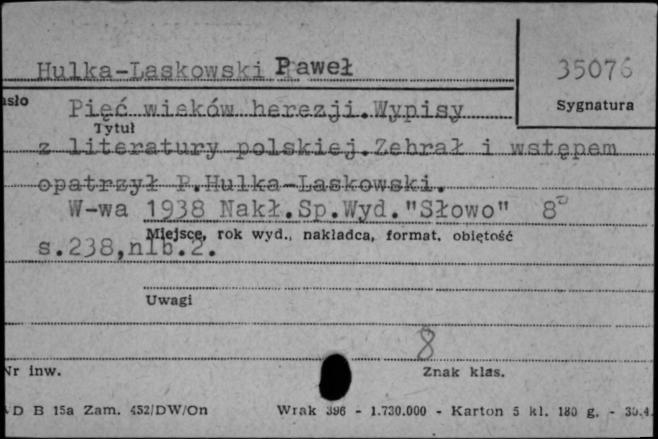 Hulka-Laskowski Paweł
35076
Sygnatura
Pięć wieków herezji.Wypisy
Tytuł
z literatury polskiej.Zebrał i wstępem
opatrzył P.Hulka-Laskowski.
W-wa 1938 Nakł.Sp.Wyd."Słowo" 8°
Miejsce, rok wyd., nakładca, format, objętość
s.238,nlb.2.
Uwagi
8
Nr inw.
Znak klas.
D B 15a Zam. 452/DW/On Wrak 396 - 1.730.000 - Karton 5 kl. 180 g. -